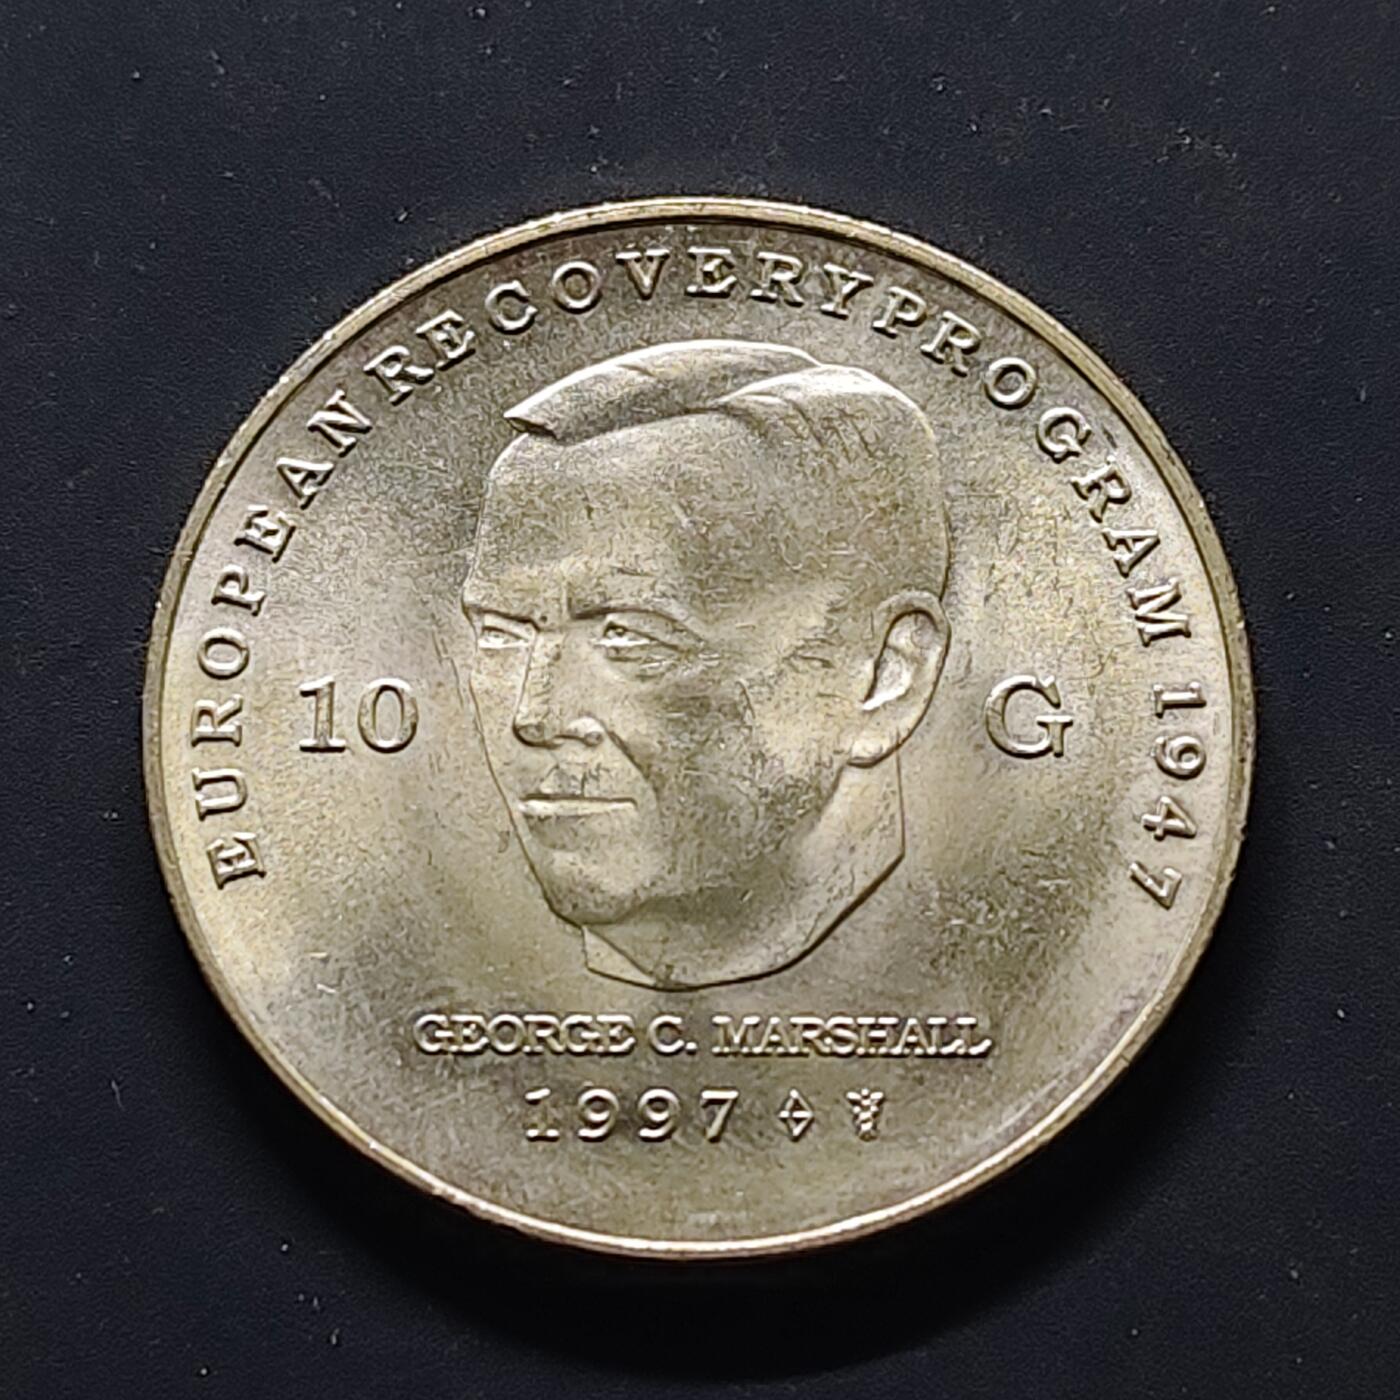 EUROPEAN RECOVERY PROGRAM 1947
10 G
GEORGE C. MARSHALL
1997